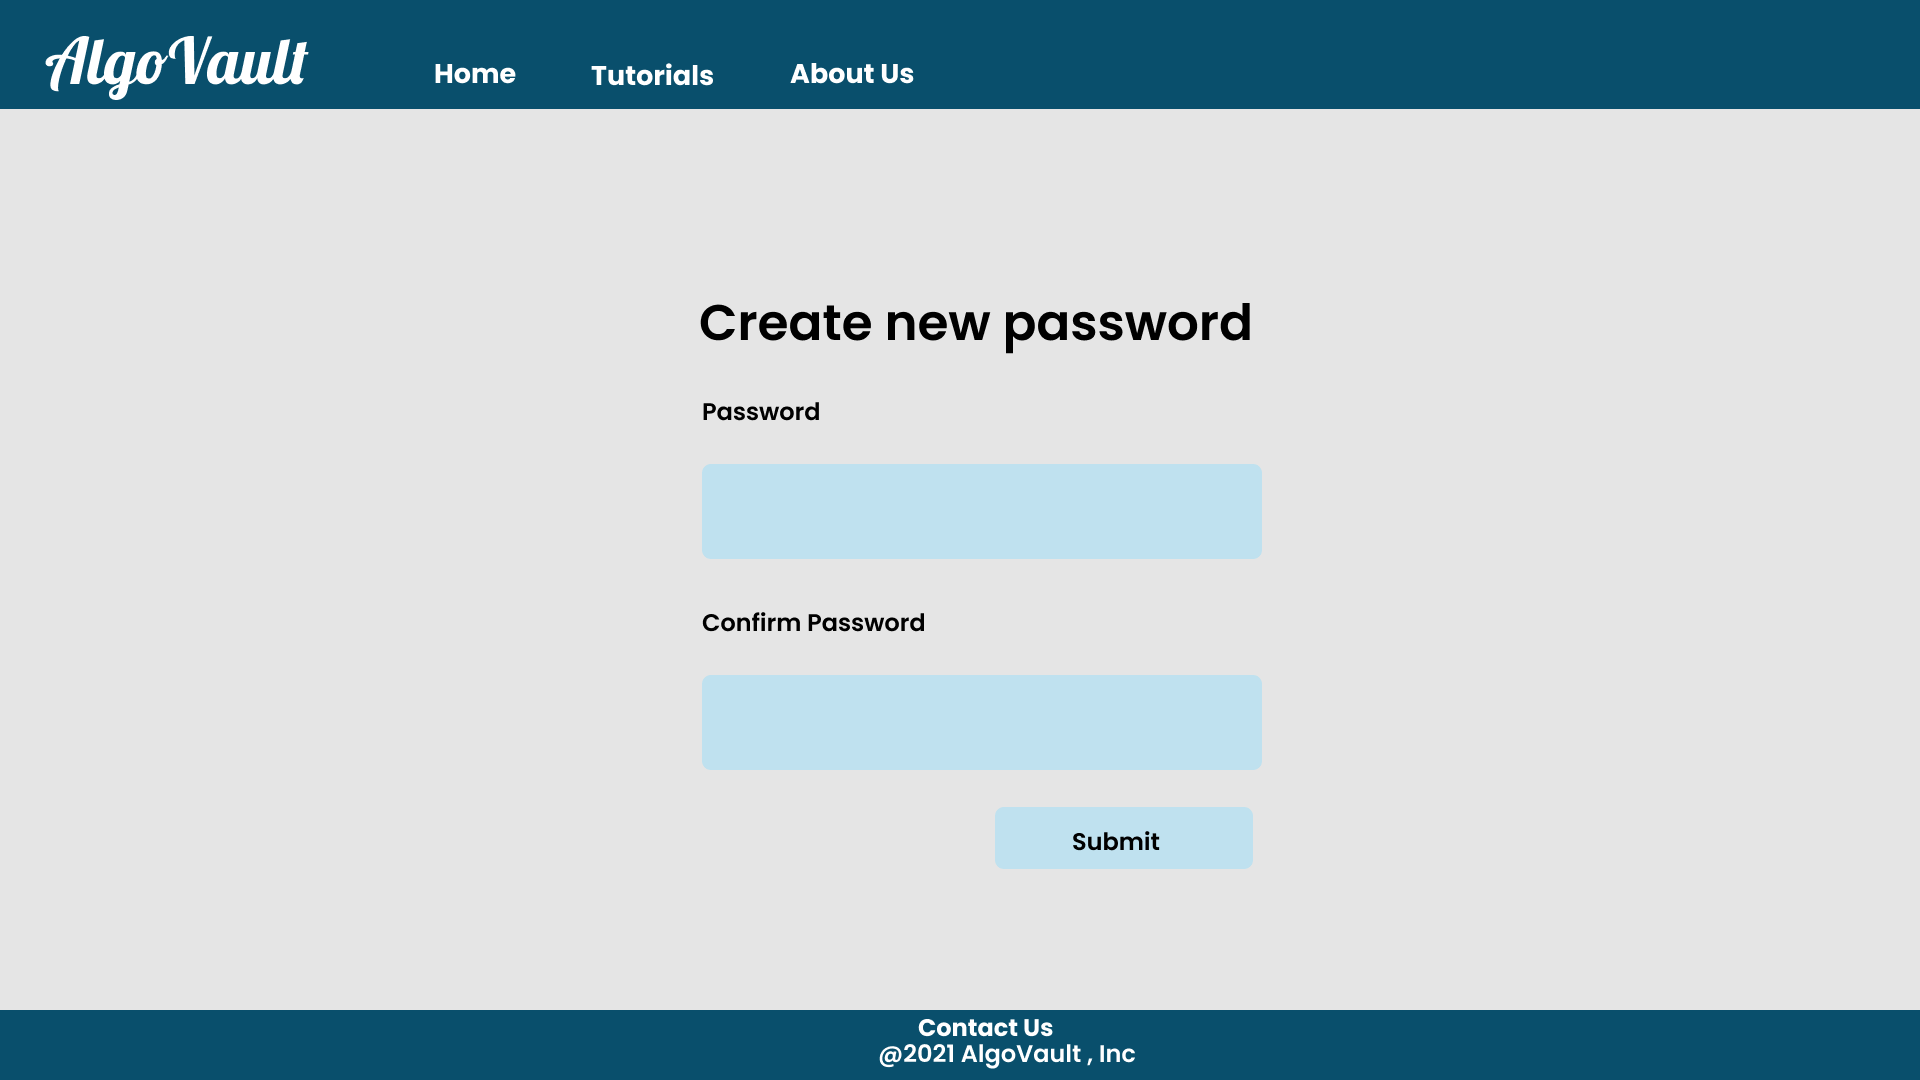 AlgoVault Home Tutorials About Us
Create new password
Password
Confirm Password
Submit
Contact Us
@2021 AlgoVault , Inc